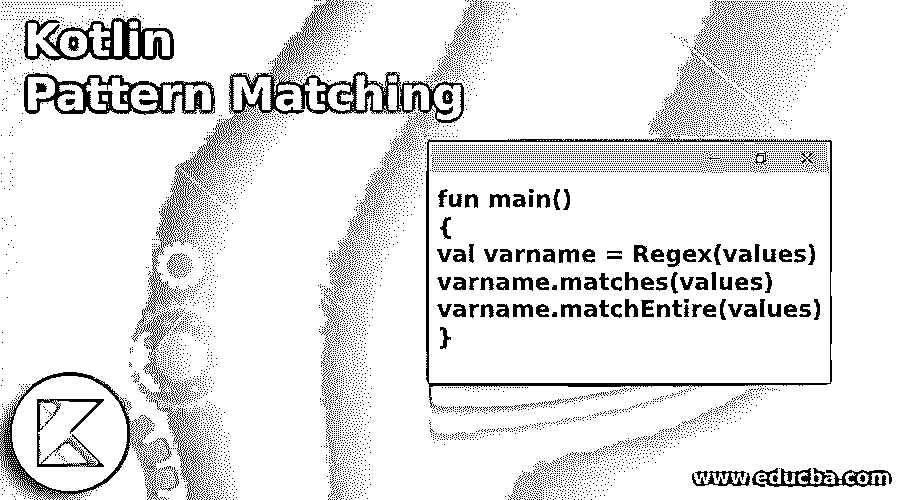 Kotlin
Pattern Matching
fun main()
{
val varname = Regex(values)
varname.matches(values)
varname.matchEntire(values)
}
www.educba.com